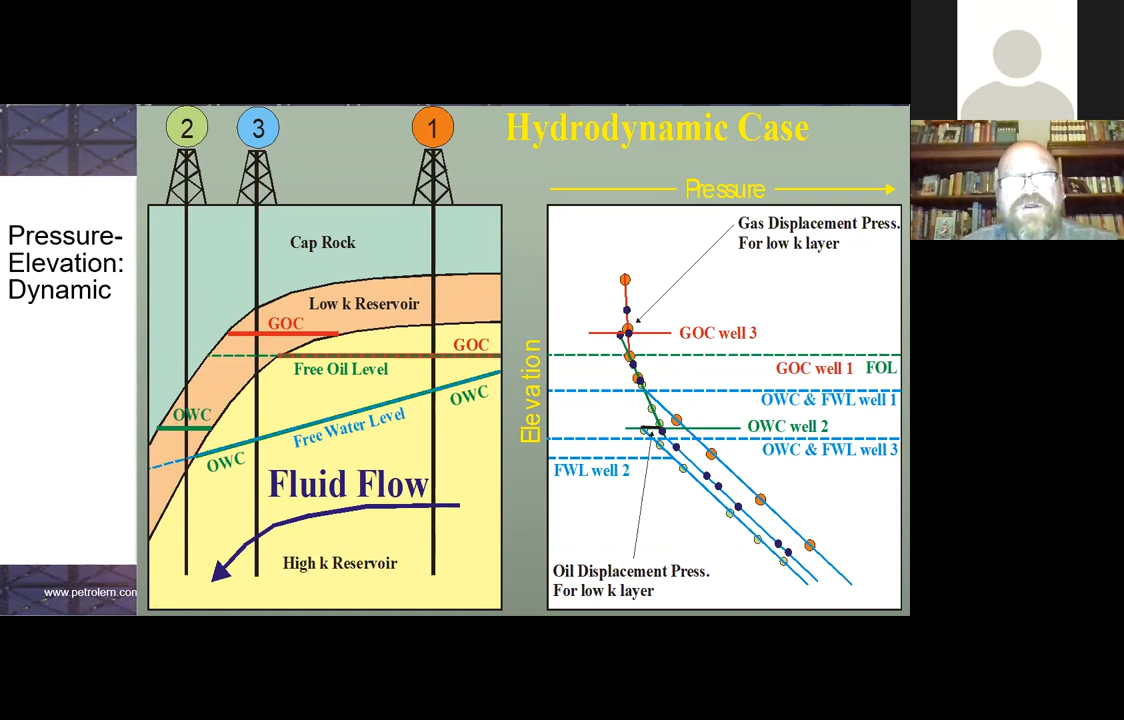 Pressure-
Elevation:
Dynamic
www.petrolern.com
2
3
1
Hydrodynamic Case
Cap Rock
Low k Reservoir
GOC
GOC
Free Oil Level
OWC
OWC
Free Water Level
OWC
Fluid Flow
High k Reservoir
Pressure
Elevation
Gas Displacement Press.
For low k layer
GOC well 3
GOC well 1 FOL
OWC & FWL well 1
OWC well 2
OWC & FWL well 3
FWL well 2
Oil Displacement Press.
For low k layer